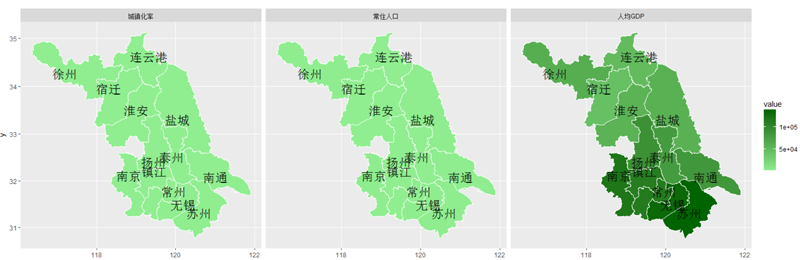 城镇化率 常住人口 人均GDP
35
34
33
32
31
y
连云港
徐州
宿迁
淮安
盐城
泰州
扬州
镇江
南京
南通
常州
无锡
苏州
118 120 122
连云港
徐州
宿迁
淮安
盐城
泰州
扬州
镇江
南京
南通
常州
无锡
苏州
118 120 122
连云港
徐州
宿迁
淮安
盐城
泰州
扬州
镇江
南京
南通
常州
无锡
苏州
118 120 122
value
1e+05
5e+04